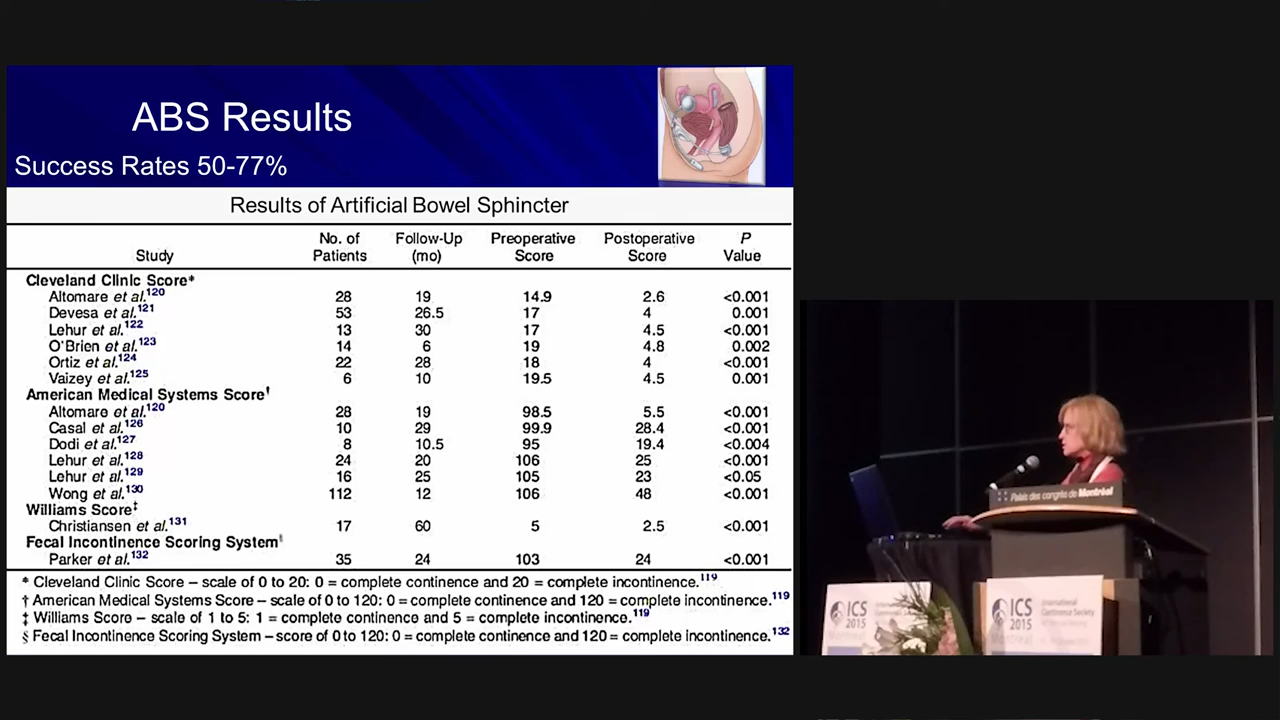 ABS Results
Success Rates 50-77%
Results of Artificial Bowel Sphincter
Study No. of Patients Follow-Up (mo) Preoperative Score Postoperative Score P Value
Cleveland Clinic Score*
Altomare et al.120 28 19 14.9 2.6 <0.001
Devesa et al.121 53 26.5 17 4 0.001
Lehur et al.122 13 30 17 4.5 <0.001
O'Brien et al.123 14 6 19 4.8 0.002
Ortiz et al.124 22 28 18 4 <0.001
Vaizey et al.125 6 10 19.5 4.5 0.001
American Medical Systems Score†
Altomare et al.120 28 19 98.5 5.5 <0.001
Casal et al.126 10 29 99.9 28.4 <0.001
Dodi et al.127 8 10.5 95 19.4 <0.004
Lehur et al.128 24 20 106 25 <0.001
Lehur et al.129 16 25 105 23 <0.05
Wong et al.130 112 12 106 48 <0.001
Williams Score‡
Christiansen et al.131 17 60 5 2.5 <0.001
Fecal Incontinence Scoring System§
Parker et al.132 35 24 103 24 <0.001
* Cleveland Clinic Score – scale of 0 to 20: 0 = complete continence and 20 = complete incontinence.119
† American Medical Systems Score – scale of 0 to 120: 0 = complete continence and 120 = complete incontinence.119
‡ Williams Score – scale of 1 to 5: 1 = complete continence and 5 = complete incontinence.119
§ Fecal Incontinence Scoring System – score of 0 to 120: 0 = complete continence and 120 = complete incontinence.132
Palais des congrès de Montréal
ICS
2015
Montreal
ICS
2015
Montreal
International
Continence Society